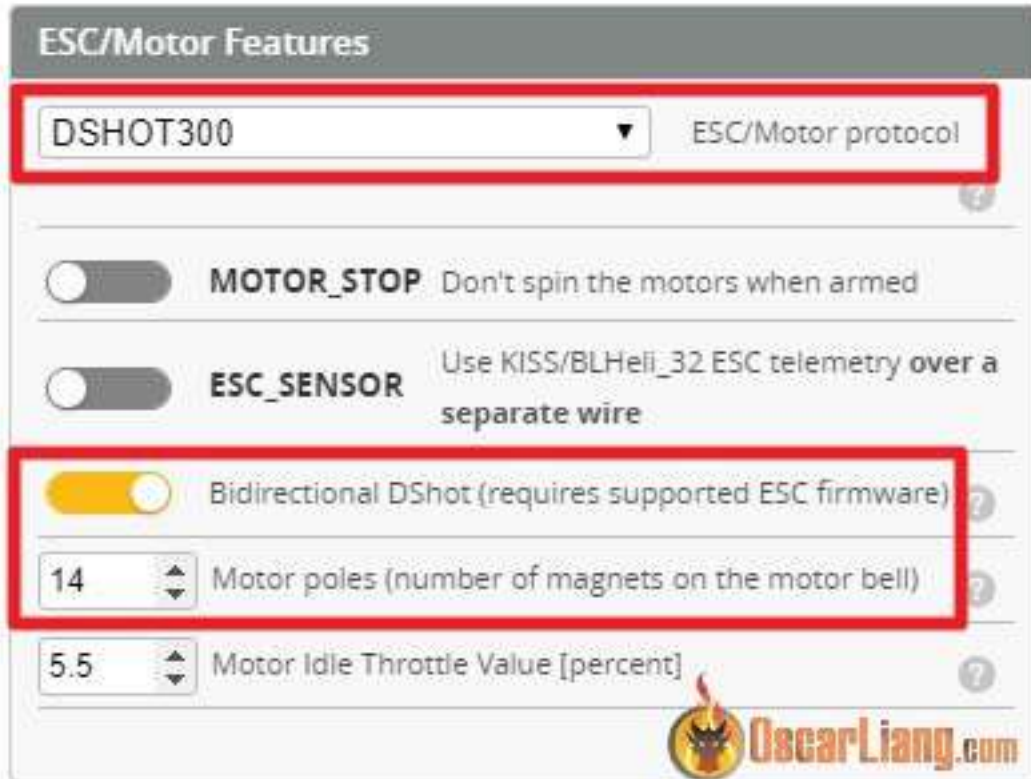 ESC/Motor Features
DSHOT300 ESC/Motor protocol
MOTOR_STOP Don't spin the motors when armed
ESC_SENSOR Use KISS/BLHeli_32 ESC telemetry over a
separate wire
Bidirectional DShot (requires supported ESC firmware)
14 Motor poles (number of magnets on the motor bell)
5.5 Motor Idle Throttle Value [percent]
OscarLiang.com